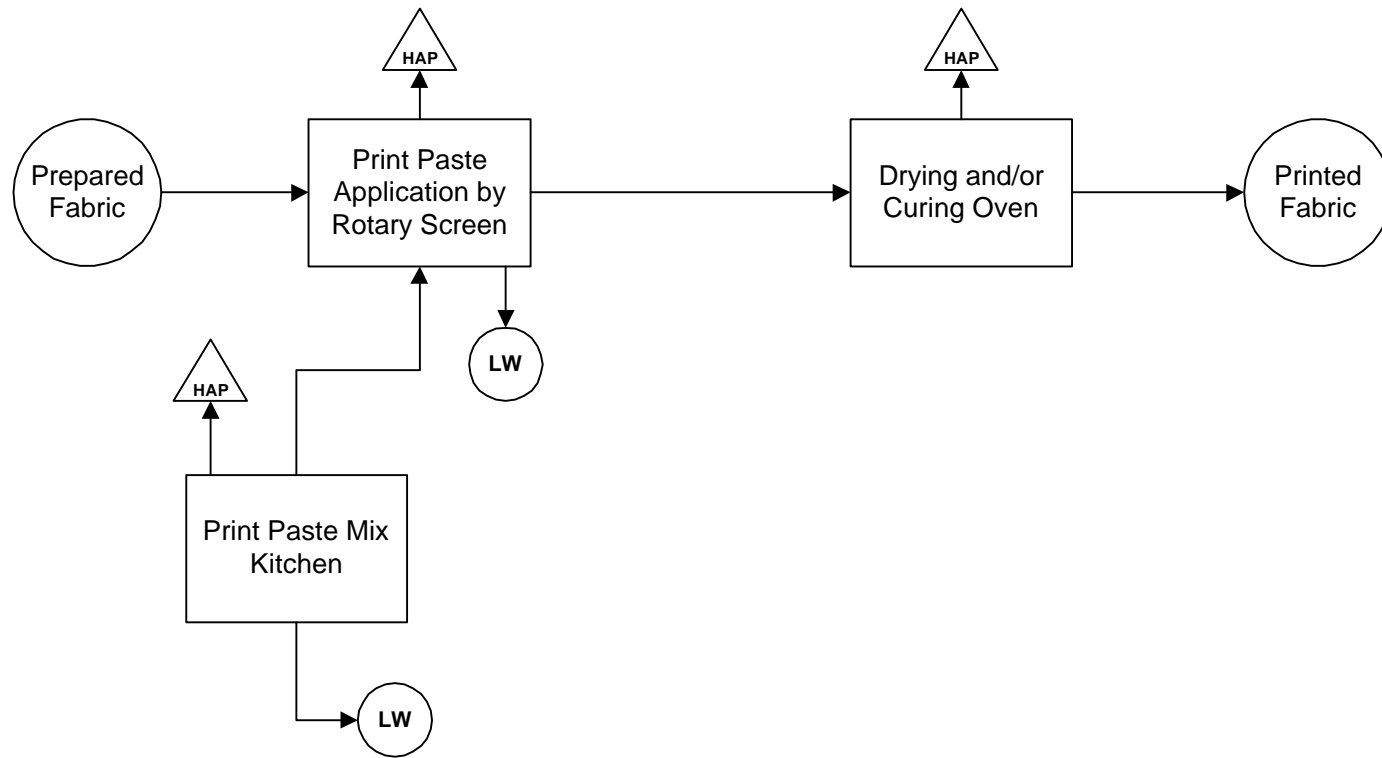 HAP
HAP
Prepared
Fabric
Print Paste
Application by
Rotary Screen
Drying and/or
Curing Oven
Printed
Fabric
LW
HAP
Print Paste Mix
Kitchen
LW